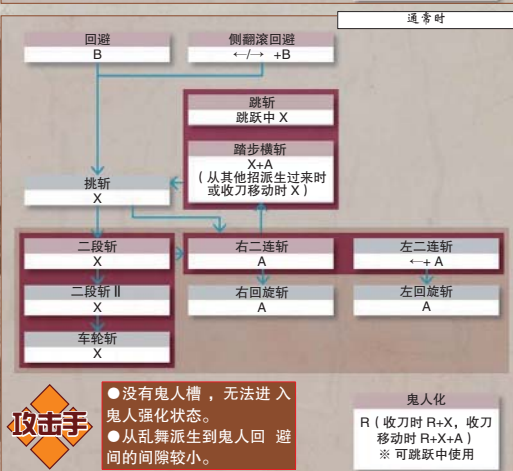 通常时
回避
B
侧翻滚回避
←/→ +B
跳斩
跳跃中 X
踏步横斩
X+A
（从其他招派生过来时
或收刀移动时 X）
挑斩
X
二段斩
X
右二连斩
A
左二连斩
←+ A
二段斩Ⅱ
X
右回旋斩
A
左回旋斩
A
车轮斩
X
攻击手
●没有鬼人槽 ，无法进 入
鬼人强化状态。
●从乱舞派生到鬼人回 避
间的间隙较小。
鬼人化
R（收刀时 R+X，收刀
移动时 R+X+A）
※ 可跳跃中使用